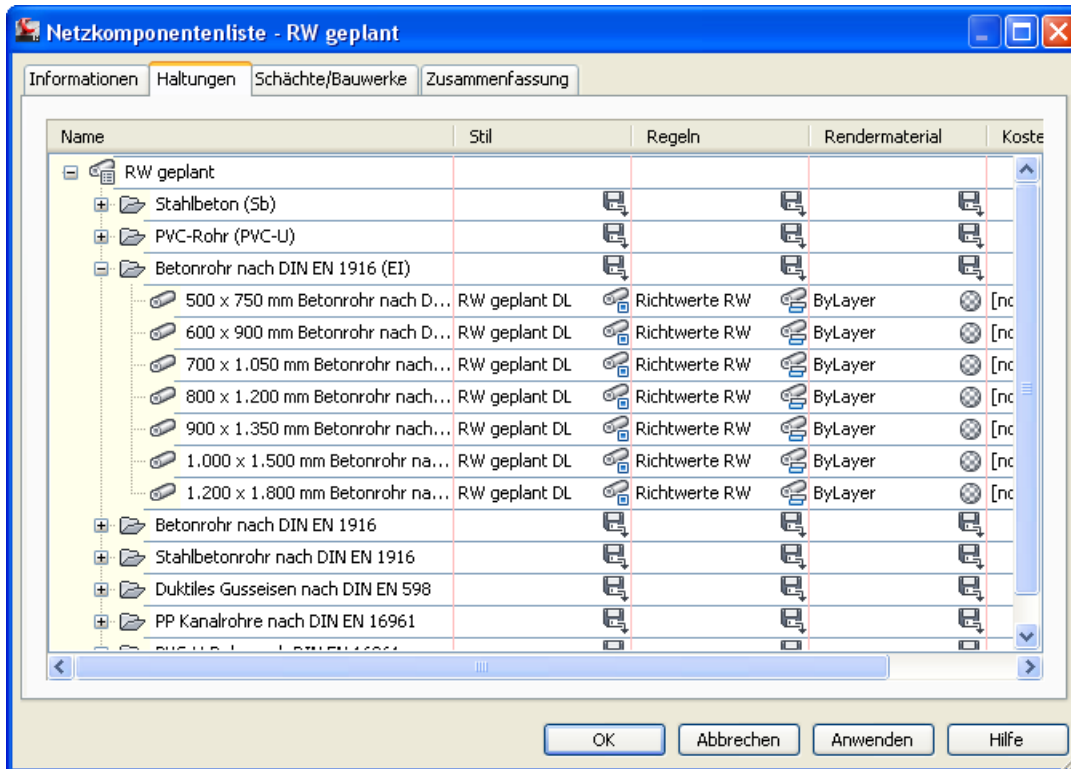 Netzkomponentenliste - RW geplant
Informationen Haltungen Schächte/Bauwerke Zusammenfassung
Name Stil Regeln Rendermaterial Koste
RW geplant
Stahlbeton (Sb)
PVC-Rohr (PVC-U)
Betonrohr nach DIN EN 1916 (EI)
500 x 750 mm Betonrohr nach D... RW geplant DL Richtwerte RW ByLayer [no
600 x 900 mm Betonrohr nach D... RW geplant DL Richtwerte RW ByLayer [no
700 x 1.050 mm Betonrohr nach... RW geplant DL Richtwerte RW ByLayer [no
800 x 1.200 mm Betonrohr nach... RW geplant DL Richtwerte RW ByLayer [no
900 x 1.350 mm Betonrohr nach... RW geplant DL Richtwerte RW ByLayer [no
1.000 x 1.500 mm Betonrohr na... RW geplant DL Richtwerte RW ByLayer [no
1.200 x 1.800 mm Betonrohr na... RW geplant DL Richtwerte RW ByLayer [no
Betonrohr nach DIN EN 1916
Stahlbetonrohr nach DIN EN 1916
Duktiles Gusseisen nach DIN EN 598
PP Kanalrohre nach DIN EN 16961
OK Abbrechen Anwenden Hilfe